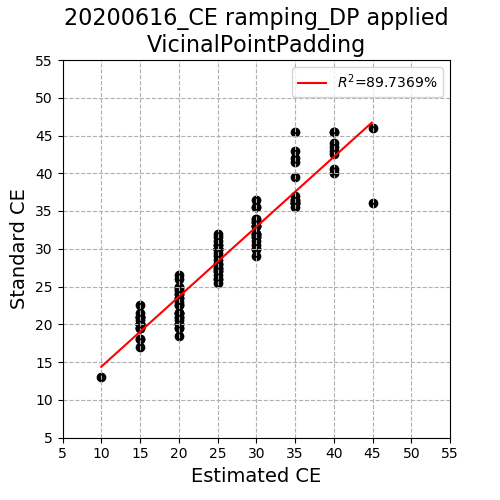 20200616_CE ramping_DP applied
VicinalPointPadding
R²=89.7369%
Standard CE
55
50
45
40
35
30
25
20
15
10
5
5 10 15 20 25 30 35 40 45 50 55
Estimated CE